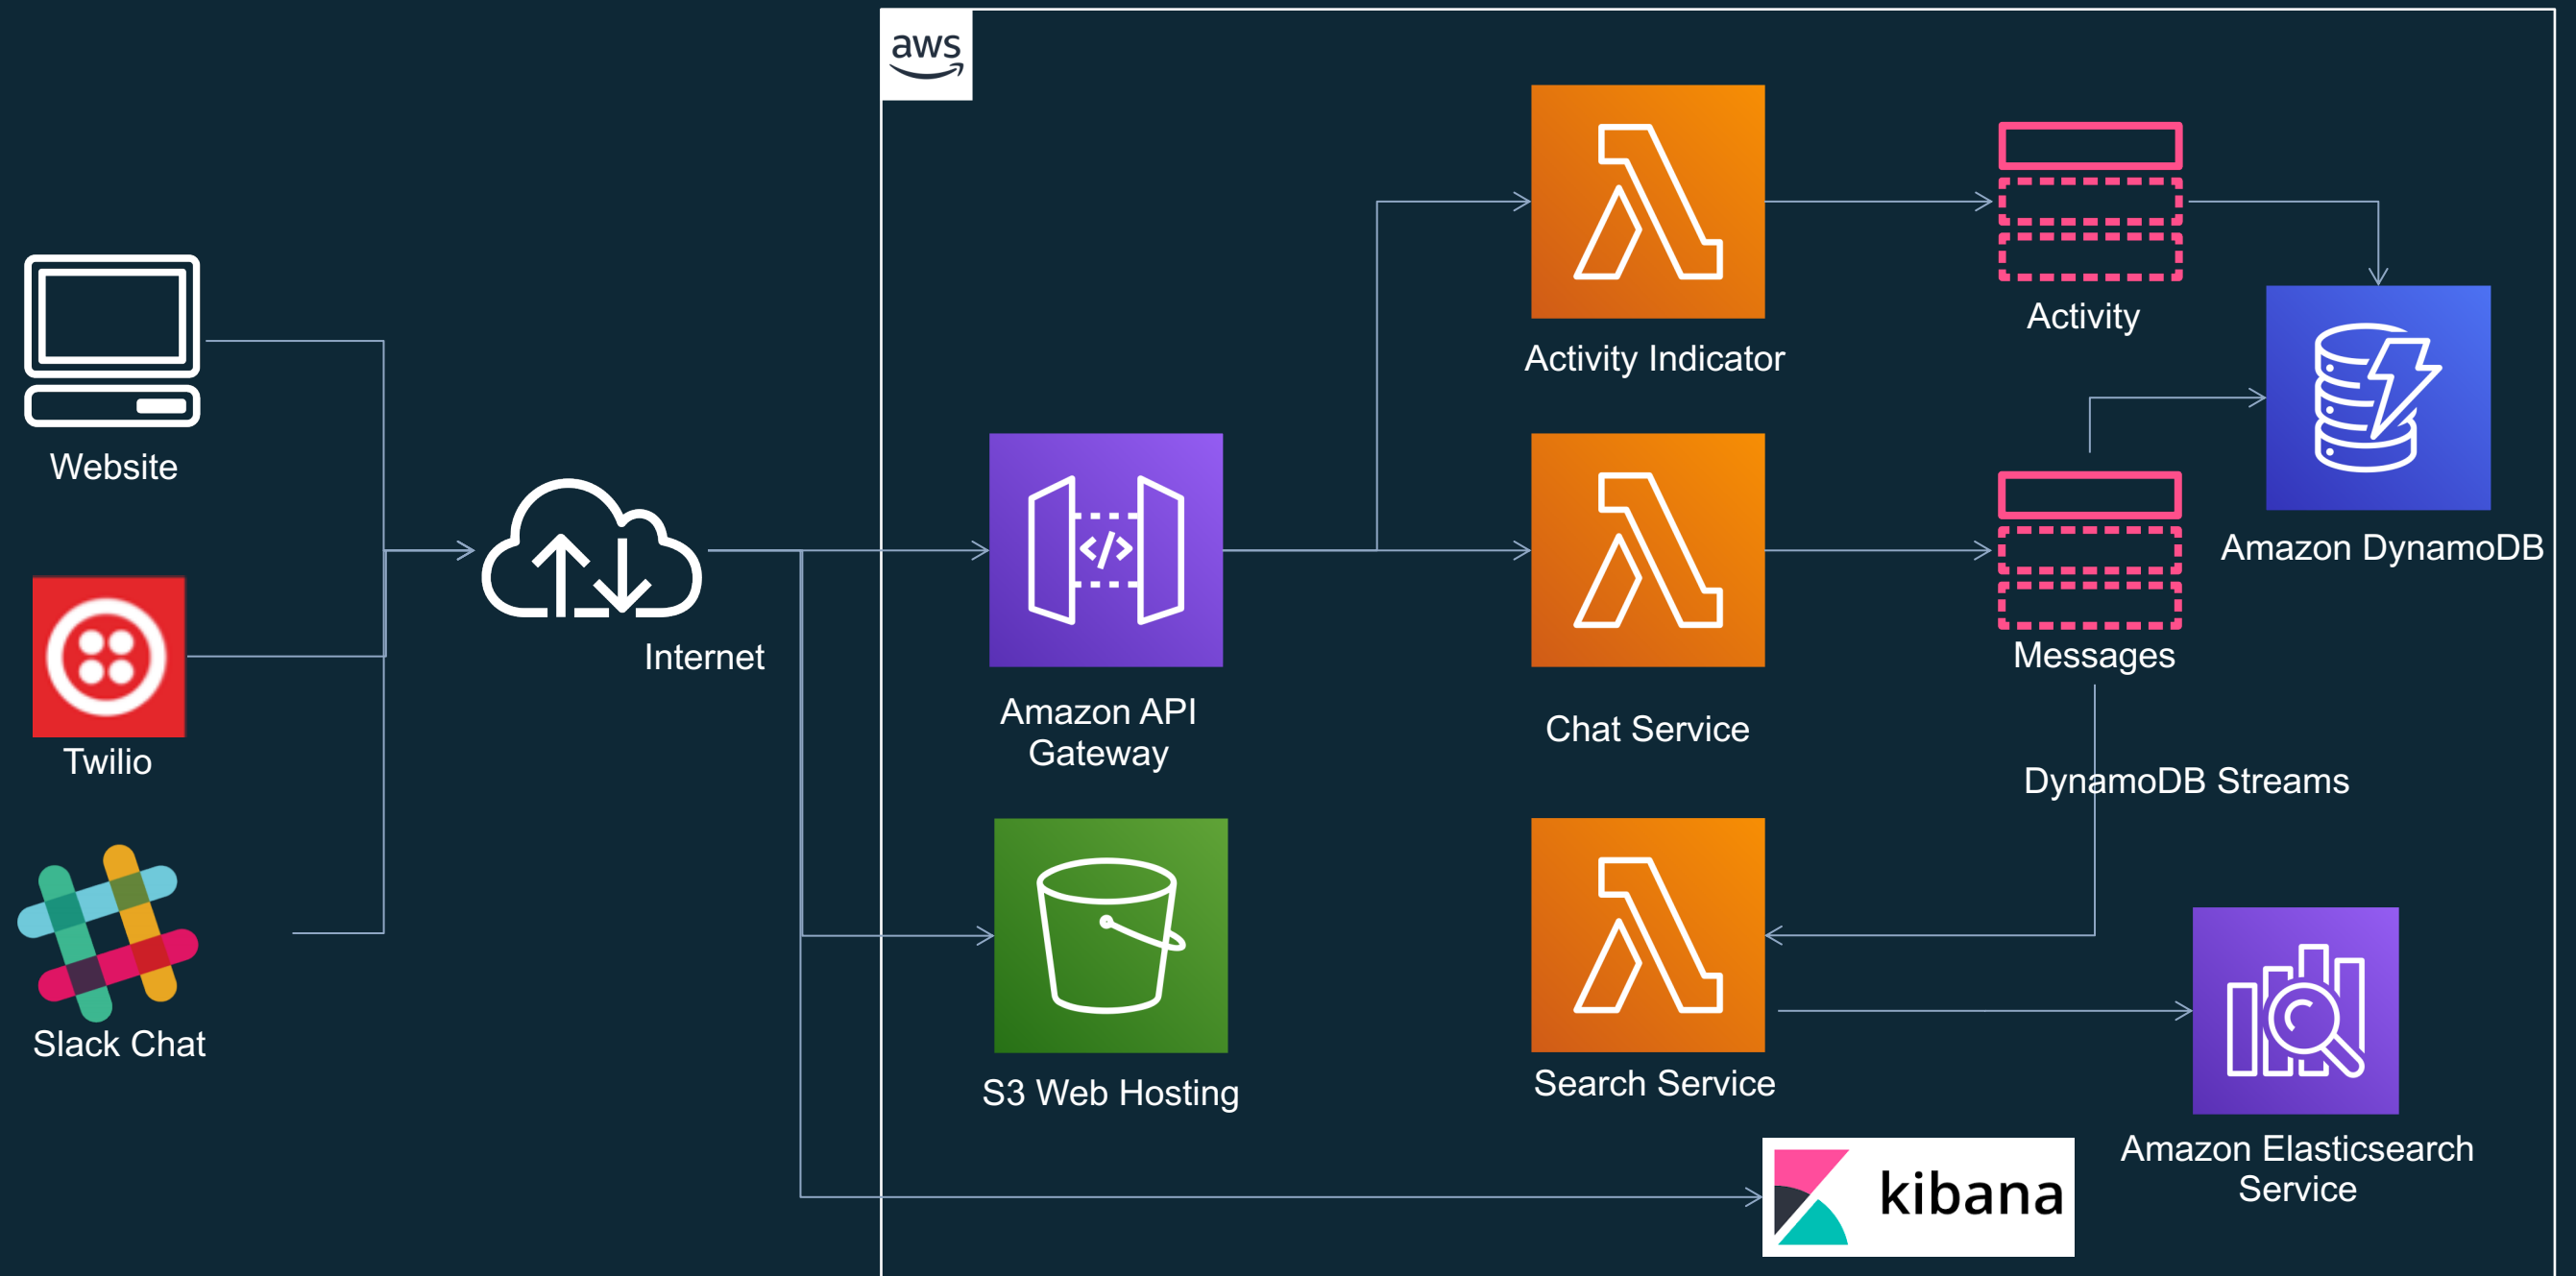 aws
Website
Twilio
Slack Chat
Internet
Amazon API
Gateway
</>
S3 Web Hosting
Activity Indicator
Chat Service
Search Service
Activity
Messages
Amazon DynamoDB
DynamoDB Streams
Amazon Elasticsearch
Service
kibana